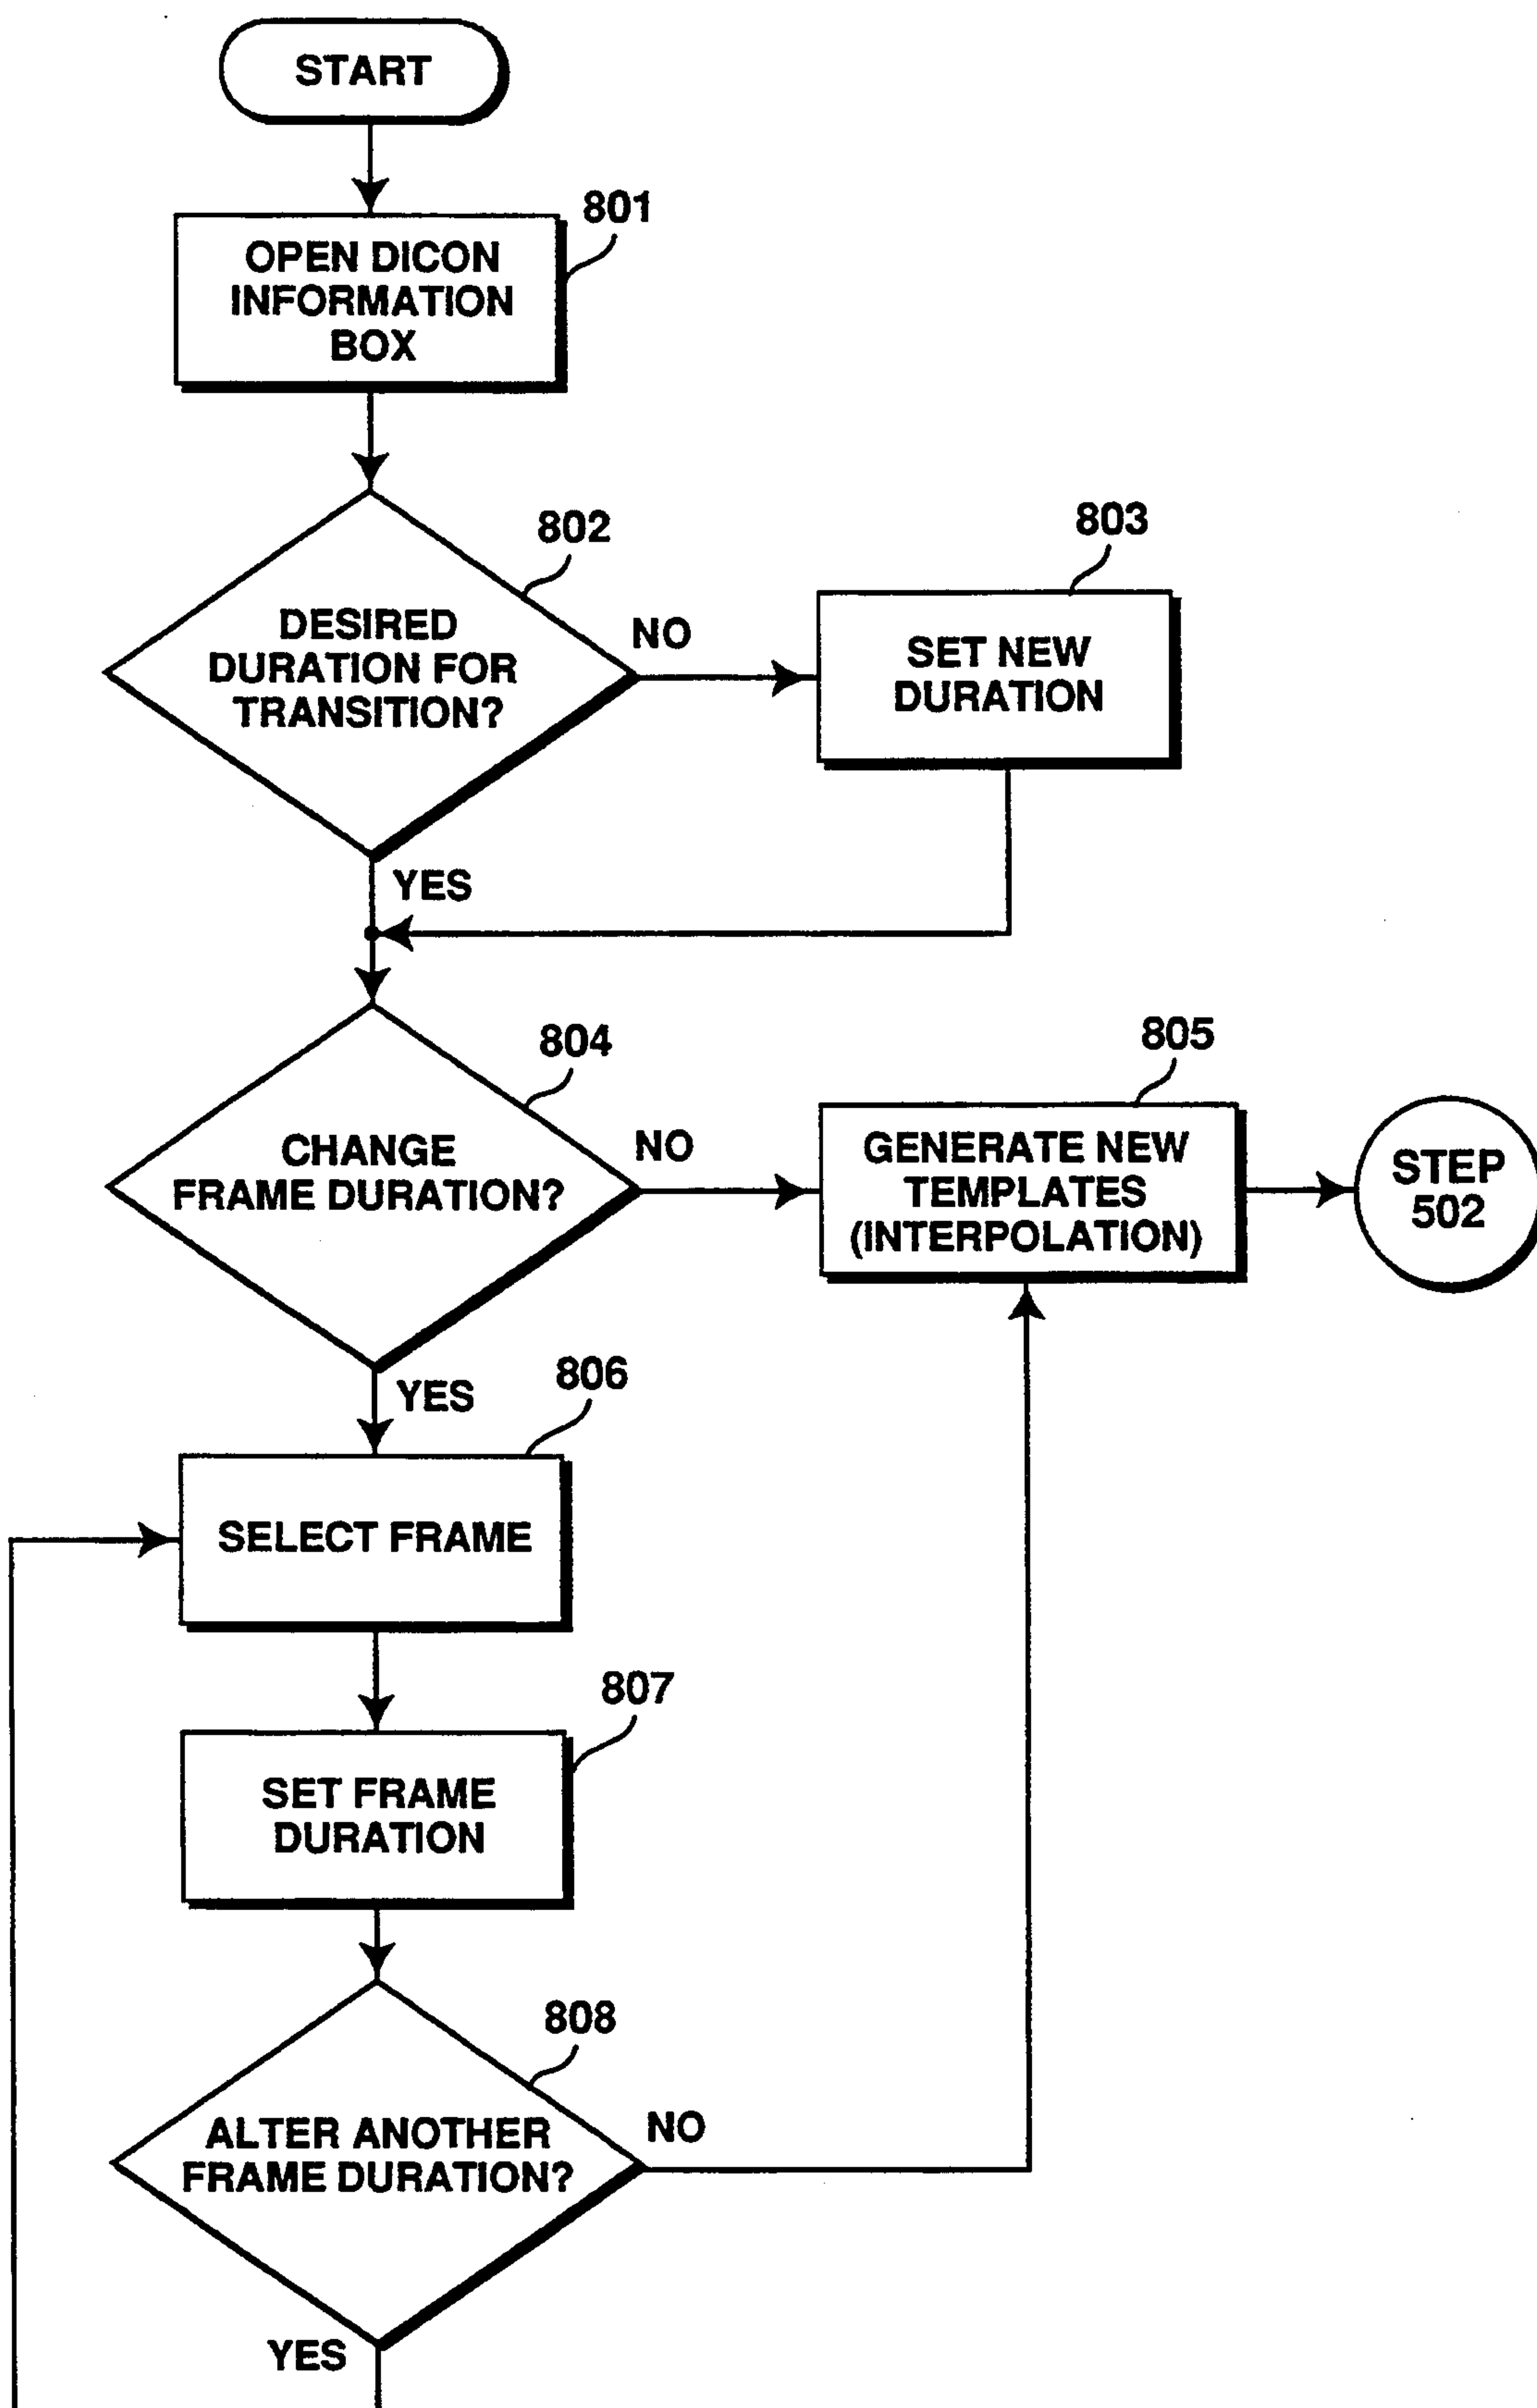 START
801
OPEN DICON
INFORMATION
BOX
802
803
DESIRED
DURATION FOR
TRANSITION?
NO
SET NEW
DURATION
YES
804
805
CHANGE
FRAME DURATION?
NO
GENERATE NEW
TEMPLATES
(INTERPOLATION)
STEP
502
YES
806
SELECT FRAME
807
SET FRAME
DURATION
808
ALTER ANOTHER
FRAME DURATION?
NO
YES